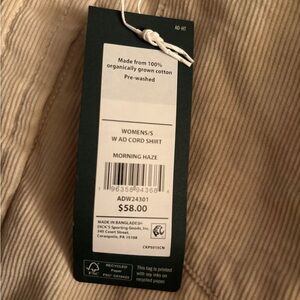 AD-HT
Made from 100%
organically grown cotton
Pre-washed
WOMENS/S
W AD CORD SHIRT
MORNING HAZE
ADW24301
$58.00
MADE IN BANGLADESH
DICK'S Sporting Goods, Inc.
345 Court Street,
Coraopolis, PA 15108
RECYCLED
Paper
This tag is printed
with soy inks on
recycled paper.